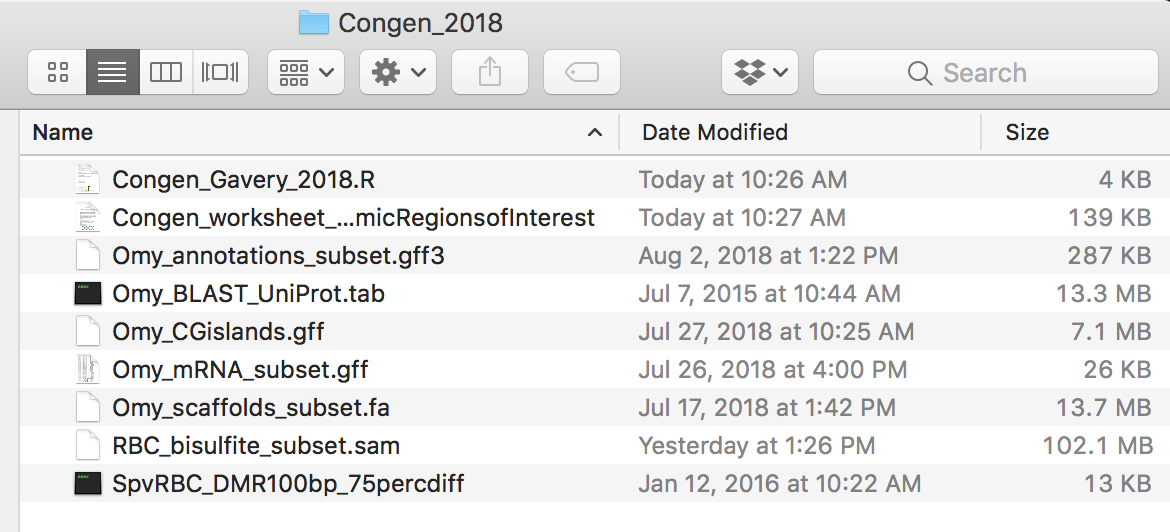 Congen_2018
Search
Name Date Modified Size
Congen_Gavery_2018.R Today at 10:26 AM 4 KB
Congen_worksheet_...micRegionsofInterest Today at 10:27 AM 139 KB
Omy_annotations_subset.gff3 Aug 2, 2018 at 1:22 PM 287 KB
Omy_BLAST_UniProt.tab Jul 7, 2015 at 10:44 AM 13.3 MB
Omy_CGislands.gff Jul 27, 2018 at 10:25 AM 7.1 MB
Omy_mRNA_subset.gff Jul 26, 2018 at 4:00 PM 26 KB
Omy_scaffolds_subset.fa Jul 17, 2018 at 1:42 PM 13.7 MB
RBC_bisulfite_subset.sam Yesterday at 1:26 PM 102.1 MB
SpvRBC_DMR100bp_75percdiff Jan 12, 2016 at 10:22 AM 13 KB